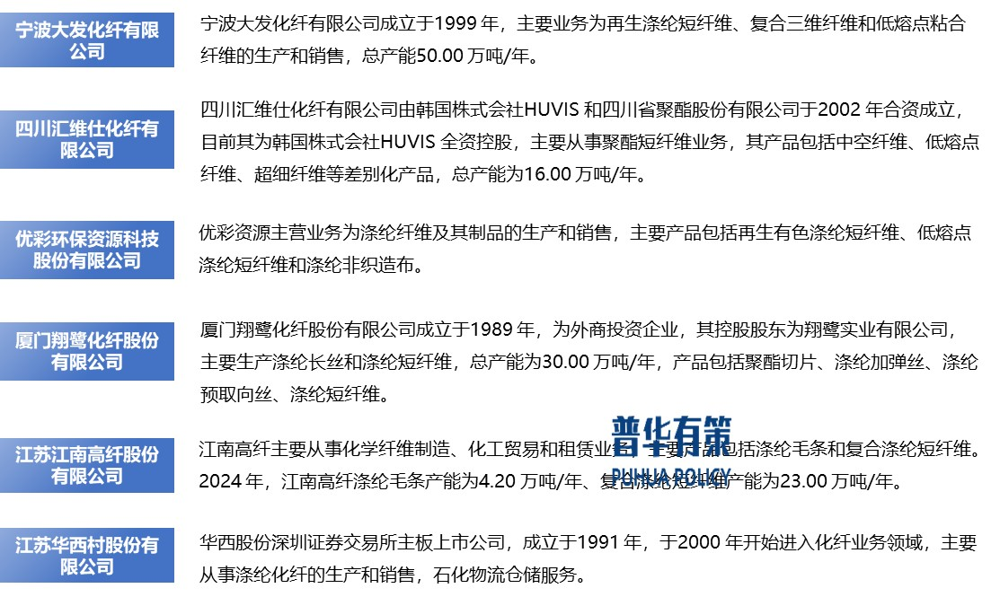 宁波大发化纤有限
公司
宁波大发化纤有限公司成立于1999 年，主要业务为再生涤纶短纤维、复合三维纤维和低熔点粘合
纤维的生产和销售，总产能50.00 万吨/年。
四川汇维仕化纤有
限公司
四川汇维仕化纤有限公司由韩国株式会社HUVIS 和四川省聚酯股份有限公司于2002 年合资成立，
目前其为韩国株式会社HUVIS 全资控股，主要从事聚酯短纤维业务，其产品包括中空纤维、低熔点
纤维、超细纤维等差别化产品，总产能为16.00 万吨/年。
优彩环保资源科技
股份有限公司
优彩资源主营业务为涤纶纤维及其制品的生产和销售，主要产品包括再生有色涤纶短纤维、低熔点
涤纶短纤维和涤纶非织造布。
厦门翔鹭化纤股份
有限公司
厦门翔鹭化纤股份有限公司成立于1989 年，为外商投资企业，其控股股东为翔鹭实业有限公司，
主要生产涤纶长丝和涤纶短纤维，总产能为30.00 万吨/年，产品包括聚酯切片、涤纶加弹丝、涤纶
预取向丝、涤纶短纤维。
普华有策
PUHUA POLICY
江苏江南高纤股份
有限公司
江南高纤主要从事化学纤维制造、化工贸易和租赁业务，主要产品包括涤纶毛条和复合涤纶短纤维。
2024 年，江南高纤涤纶毛条产能为4.20 万吨/年、复合涤纶短纤维产能为23.00 万吨/年。
江苏华西村股份有
限公司
华西股份深圳证券交易所主板上市公司，成立于1991 年，于2000 年开始进入化纤业务领域，主要
从事涤纶化纤的生产和销售，石化物流仓储服务。